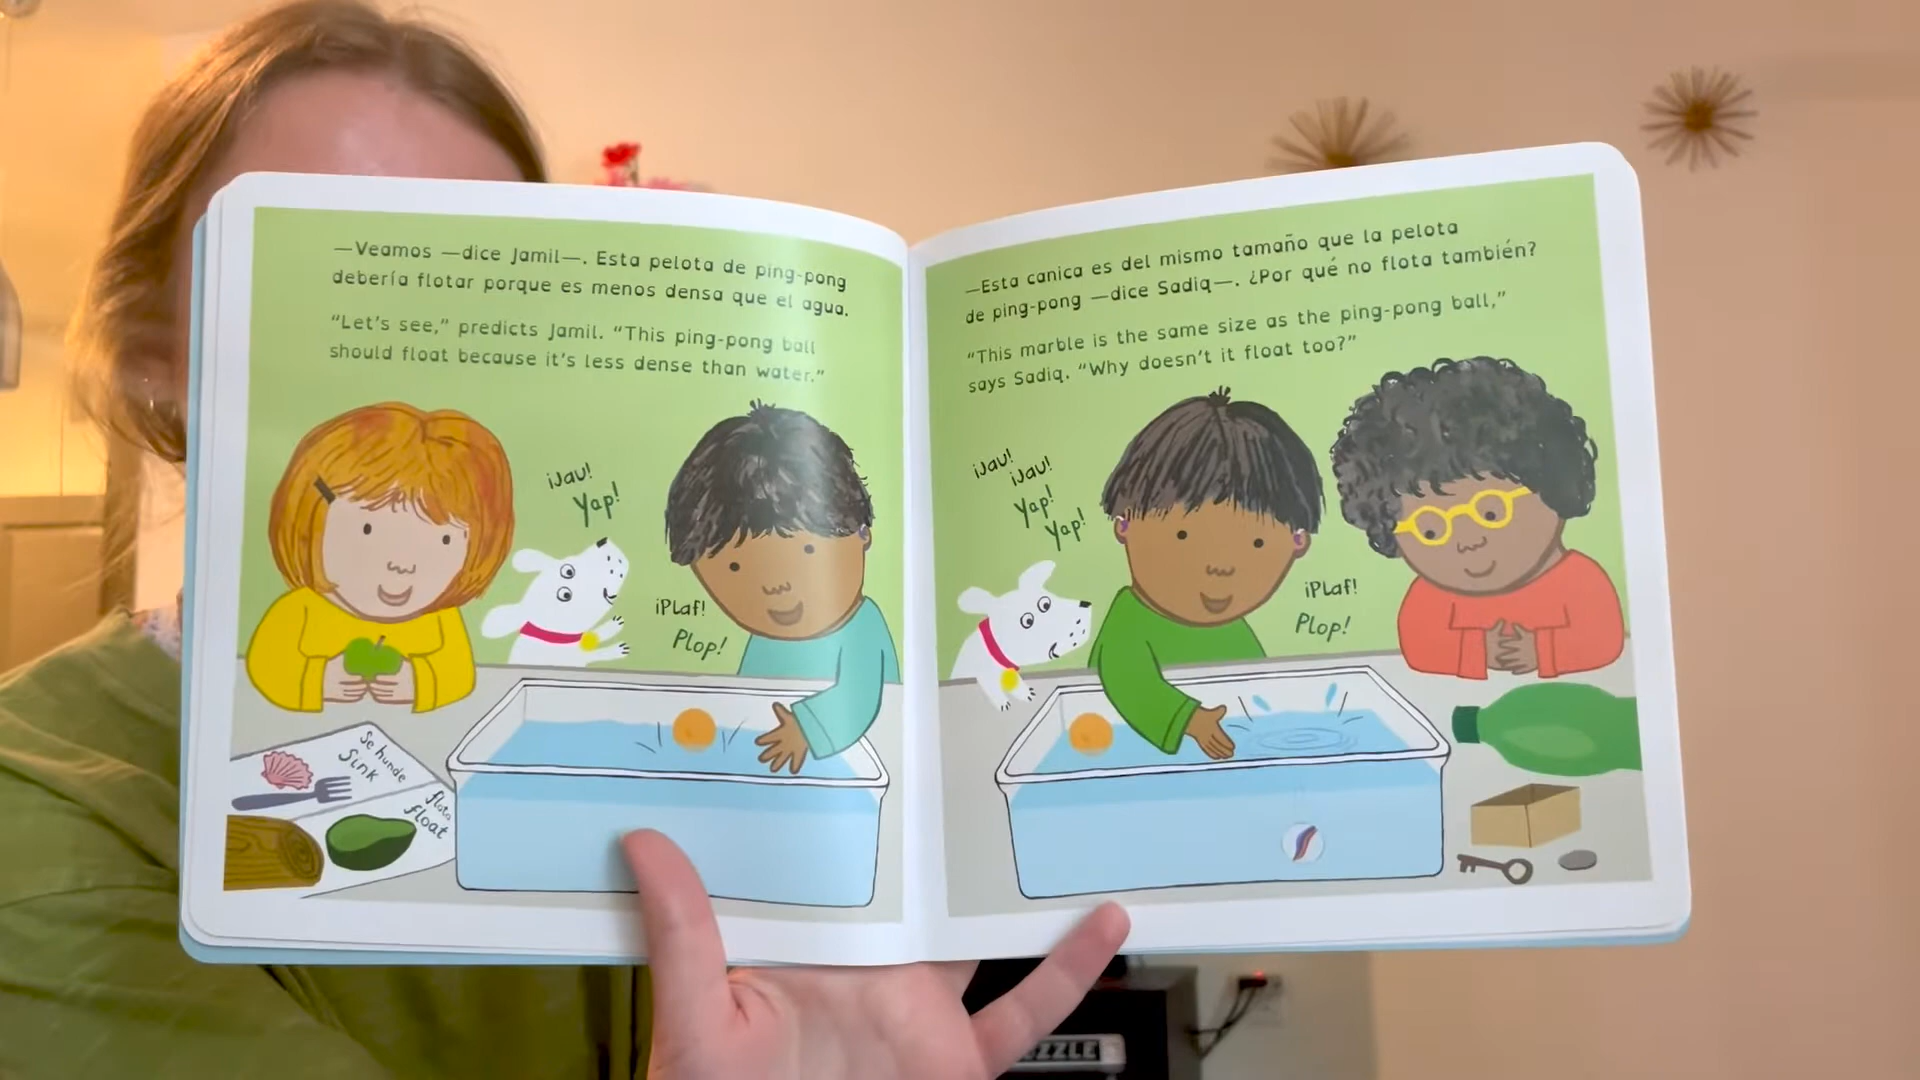 —Veamos —dice Jamil—. Esta pelota de ping-pong
debería flotar porque es menos densa que el agua.
“Let’s see,” predicts Jamil. “This ping-pong ball
should float because it’s less dense than water.”
¡Jau!
Yap!
¡PLaf!
Plop!
Se hunde
Sink
flota
float
—Esta canica es del mismo tamaño que la pelota
de ping-pong —dice Sadiq—. ¿Por qué no flota también?
“This marble is the same size as the ping-pong ball,”
says Sadiq. “Why doesn’t it float too?”
¡Jau!
¡Jau!
Yap!
Yap!
¡PLaf!
Plop!